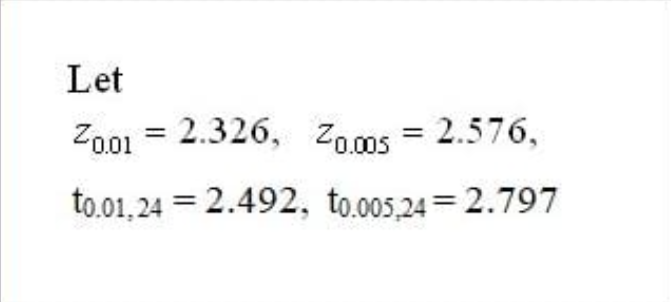 Let
z0.01 = 2.326, z0.005 = 2.576,
t0.01, 24 = 2.492, t0.005,24 = 2.797